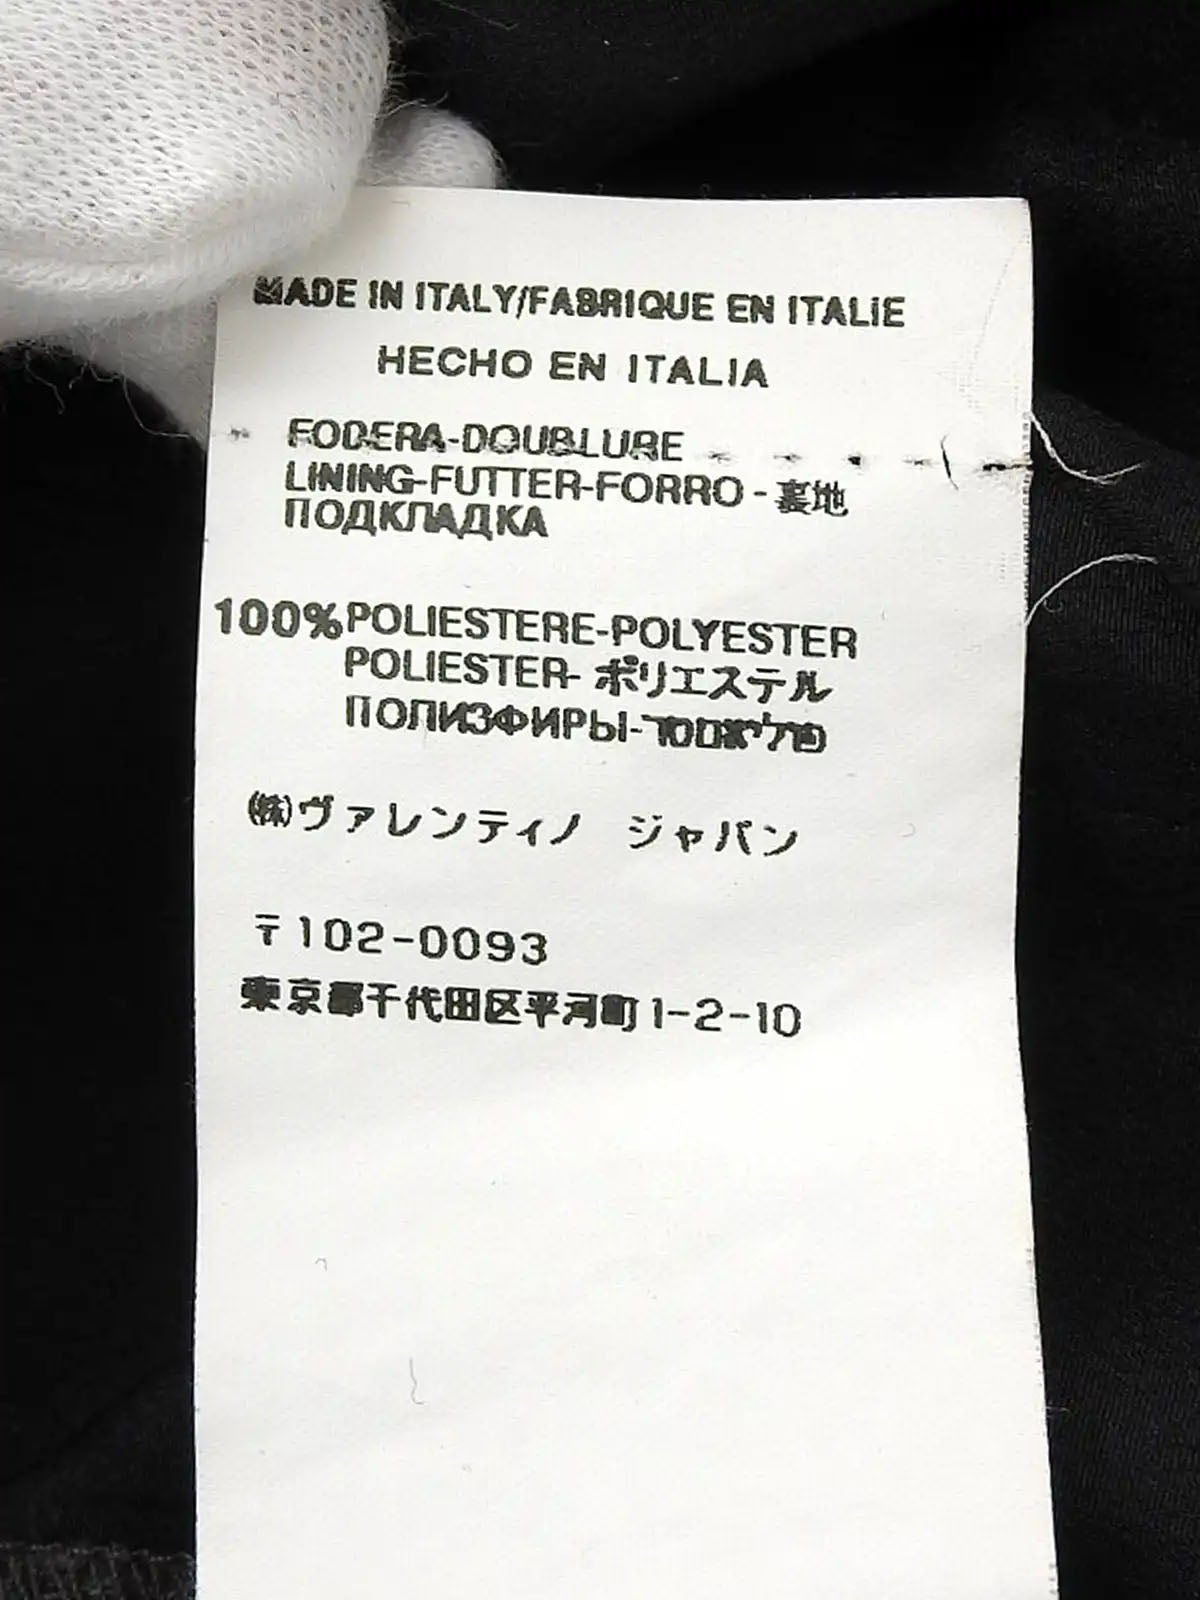 MADE IN ITALY/FABRIQUE EN ITALIE
HECHO EN ITALIA
FODERA-DOUBLURE
LINING-FUTTER-FORRO - 裏地
ПОДКЛАДКА
100% POLIESTERE-POLYESTER
POLIESTER- ポリエステル
ПОЛИЗФИРЫ-
㈱ヴァレンティノ ジャパン
〒102-0093
東京都千代田区平河町1-2-10